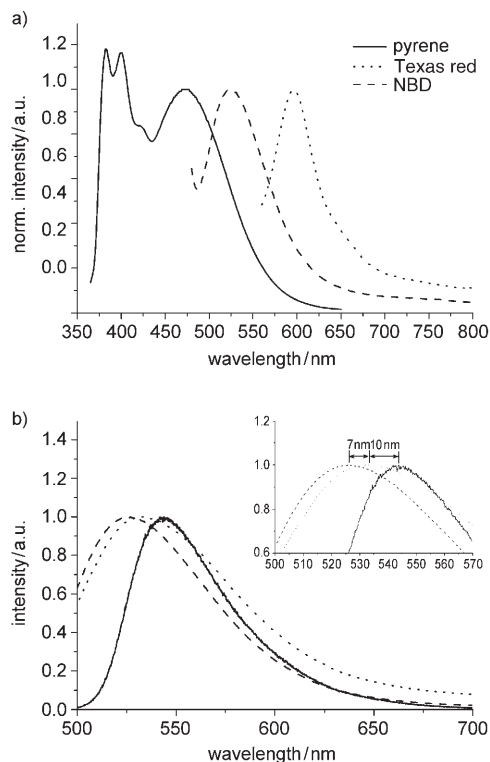 a)
1.2
1.0
0.8
0.6
0.4
0.2
0.0
norm. intensity/a.u.
pyrene
Texas red
NBD
350 400 450 500 550 600 650 700 750 800
wavelength/nm
b)
1.4
1.2
1.0
0.8
0.6
0.4
0.2
0.0
intensity/a.u.
7nm 10nm
1.2
1.0
0.8
0.6
500 510 520 530 540 550 560 570
500 550 600 650 700
wavelength/nm